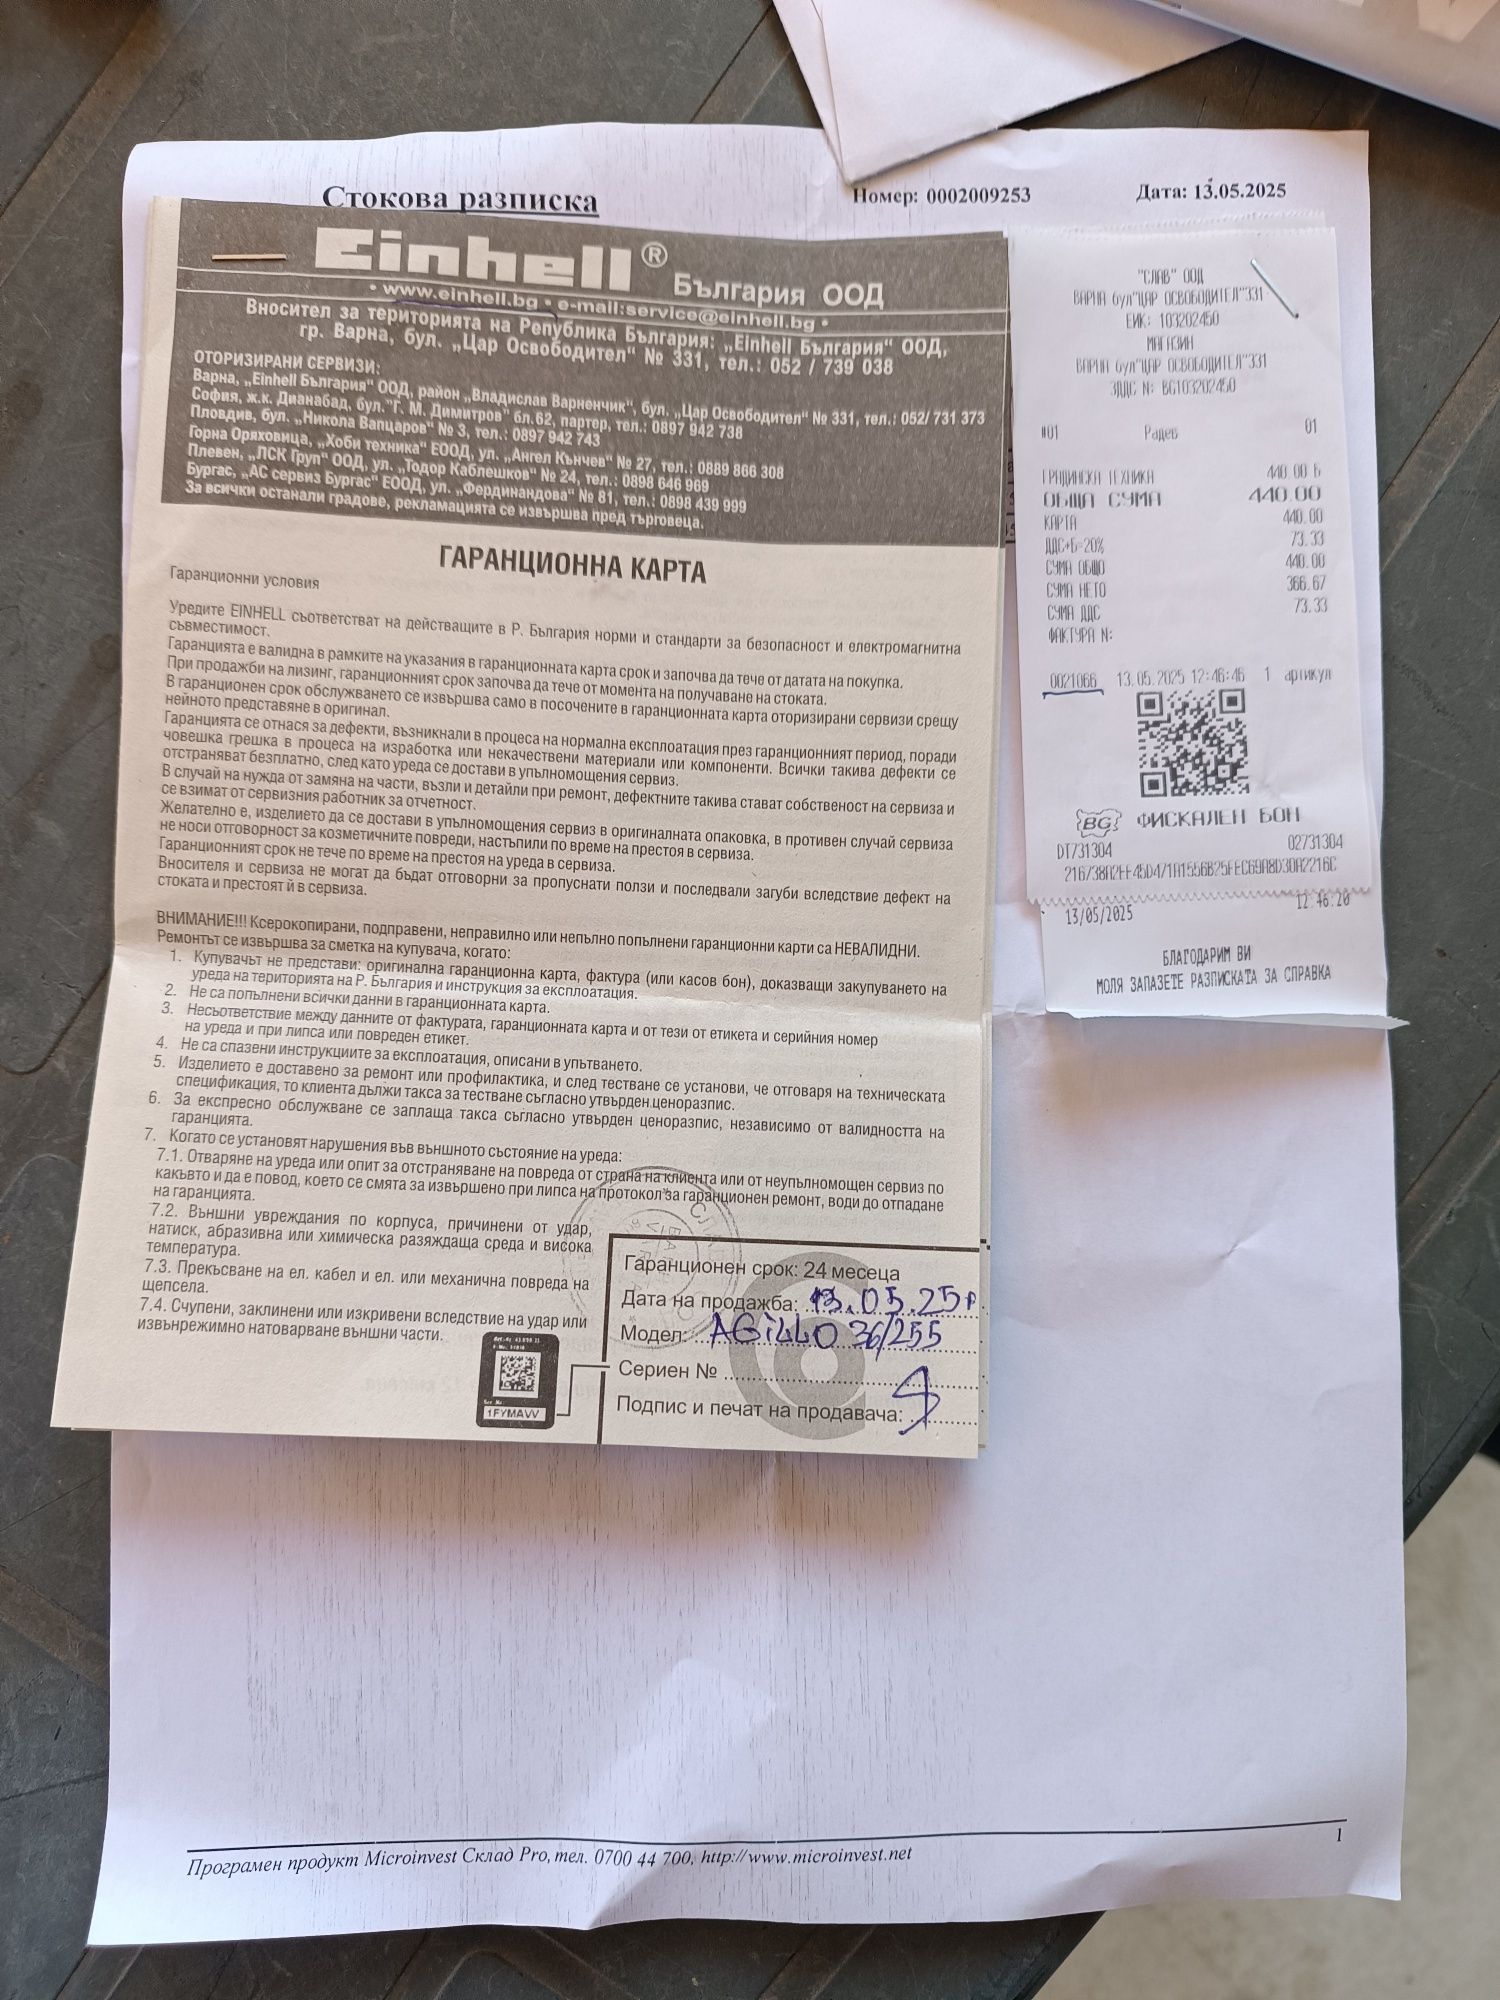 Стокова разписка
Номер: 0002009253
Дата: 13.05.2025
Einhell®
България ООД
• www.einhell.bg • e-mail:service@einhell.bg •
Вносител за територията на Република България: „Einhell България“ ООД,
гр. Варна, бул. „Цар Освободител“ № 331, тел.: 052 / 739 038
ОТОРИЗИРАНИ СЕРВИЗИ:
Варна, „Einhell България“ ООД, район „Владислав Варненчик“, бул. „Цар Освободител“ № 331, тел.: 052/ 731 373
София, ж.к. Дианабад, бул."Г. М. Димитров" бл.62, партер, тел.: 0897 942 738
Пловдив, бул. „Никола Вапцаров“ № 3, тел.: 0897 942 743
Горна Оряховица, „Хоби техника“ ЕООД, ул. „Ангел Кънчев“ № 27, тел.: 0889 866 308
Плевен, „ЛСК Груп“ ООД, ул. „Тодор Каблешков“ № 24, тел.: 0898 646 969
Бургас, „АС сервиз Бургас“ ЕООД, ул. „Фердинандова“ № 81, тел.: 0898 439 999
За всички останали градове, рекламацията се извършва пред търговеца.
ГАРАНЦИОННА КАРТА
Гаранционни условия
Уредите EINHELL съответстват на действащите в Р. България норми и стандарти за безопасност и електромагнитна
съвместимост.
Гаранцията е валидна в рамките на указания в гаранционната карта срок и започва да тече от датата на покупка.
При продажби на лизинг, гаранционният срок започва да тече от момента на получаване на стоката.
В гаранционен срок обслужването се извършва само в посочените в гаранционната карта оторизирани сервизи срещу
нейното представяне в оригинал.
Гаранцията се отнася за дефекти, възникнали в процеса на нормална експлоатация през гаранционният период, поради
човешка грешка в процеса на изработка или некачествени материали или компоненти. Всички такива дефекти се
отстраняват безплатно, след като уреда се достави в упълномощения сервиз.
В случай на нужда от замяна на части, възли и детайли при ремонт, дефектните такива стават собственост на сервиза и
се взимат от сервизния работник за отчетност.
Желателно е, изделието да се достави в упълномощения сервиз в оригиналната опаковка, в противен случай сервиза
не носи отговорност за козметичните повреди, настъпили по време на престоя в сервиза.
Гаранционният срок не тече по време на престоя на уреда в сервиза.
Вносителя и сервиза не могат да бъдат отговорни за пропуснати ползи и последвали загуби вследствие дефект на
стоката и престоят й в сервиза.
ВНИМАНИЕ!!! Ксерокопирани, подправени, неправилно или непълно попълнени гаранционни карти са НЕВАЛИДНИ.
Ремонтът се извършва за сметка на купувача, когато:
1. Купувачът не представи: оригинална гаранционна карта, фактура (или касов бон), доказващи закупуването на
уреда на територията на Р. България и инструкция за експлоатация.
2. Не са попълнени всички данни в гаранционната карта.
3. Несъответствие между данните от фактурата, гаранционната карта и от тези от етикета и серийния номер
на уреда и при липса или повреден етикет.
4. Не са спазени инструкциите за експлоатация, описани в упътването.
5. Изделието е доставено за ремонт или профилактика, и след тестване се установи, че отговаря на техническата
спецификация, то клиента дължи такса за тестване съгласно утвърден ценоразпис.
6. За експресно обслужване се заплаща такса съгласно утвърден ценоразпис, независимо от валидността на
гаранцията.
7. Когато се установят нарушения във външното състояние на уреда:
7.1. Отваряне на уреда или опит за отстраняване на повреда от страна на клиента или от неупълномощен сервиз по
какъвто и да е повод, което се смята за извършено при липса на протокол за гаранционен ремонт, води до отпадане
на гаранцията.
7.2. Външни увреждания по корпуса, причинени от удар,
натиск, абразивна или химическа разяждаща среда и висока
температура.
7.3. Прекъсване на ел. кабел и ел. или механична повреда на
щепсела.
7.4. Счупени, заклинени или изкривени вследствие на удар или
извънрежимно натоварване външни части.
1FYMAVV
Гаранционен срок: 24 месеца
Дата на продажба: 13.05.25г.
Модел: AGiLLO 36/255
Сериен №
Подпис и печат на продавача:
"СЛАВ" ООД
ВАРНА бул"ЦАР ОСВОБОДИТЕЛ"331
ЕИК: 103202450
МАГАЗИН
ВАРНА бул"ЦАР ОСВОБОДИТЕЛ"331
ЗДДС N: BG103202450
#01 Радев 01
ГРАДИНСКА ТЕХНИКА 440.00 Б
ОБЩА СУМА 440.00
КАРТА 440.00
ДДС+Б=20% 73.33
СУМА ОБЩО 440.00
СУМА НЕТО 366.67
СУМА ДДС 73.33
ФАКТУРА N:
0021066 13.05.2025 12:46:46 1 артикул
BG ФИСКАЛЕН БОН
DT731304 02731304
216738A2EE45D471A1556B25FEC69A8D30A2216C
13/05/2025 12:46:20
БЛАГОДАРИМ ВИ
МОЛЯ ЗАПАЗЕТЕ РАЗПИСКАТА ЗА СПРАВКА
1
Програмен продукт Microinvest Склад Pro, тел. 0700 44 700, http://www.microinvest.net